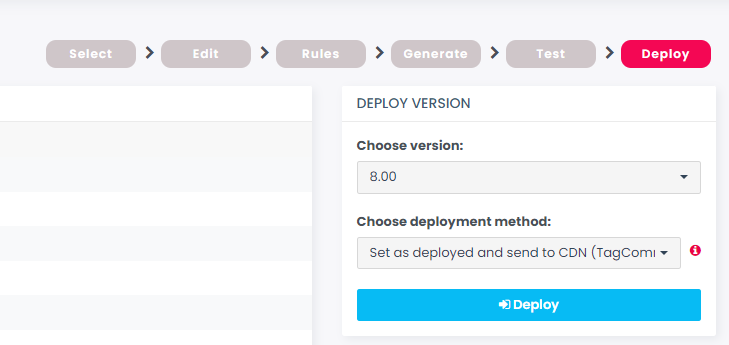 Select > Edit > Rules > Generate > Test > Deploy
DEPLOY VERSION
Choose version:
8.00
Choose deployment method:
Set as deployed and send to CDN (TagCom
Deploy